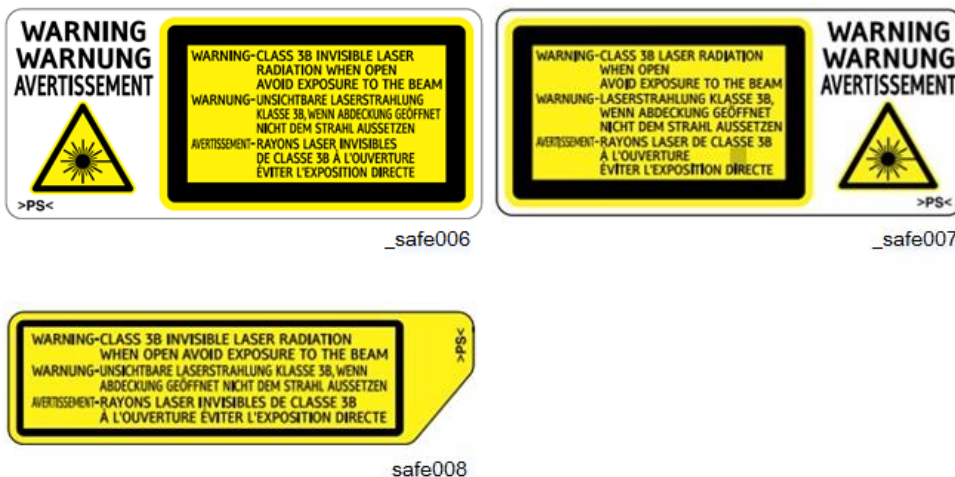 WARNING
WARNUNG
AVERTISSEMENT
>PS<
WARNING-CLASS 3B INVISIBLE LASER
RADIATION WHEN OPEN
AVOID EXPOSURE TO THE BEAM
WARNUNG-UNSICHTBARE LASERSTRAHLUNG
KLASSE 3B, WENN ABDECKUNG GEÖFFNET
NICHT DEM STRAHL AUSSETZEN
AVERTISSEMENT-RAYONS LASER INVISIBLES
DE CLASSE 3B À L'OUVERTURE
ÉVITER L'EXPOSITION DIRECTE
_safe006
WARNING-CLASS 3B LASER RADIATION
WHEN OPEN
AVOID EXPOSURE TO THE BEAM
WARNUNG-LASERSTRAHLUNG KLASSE 3B,
WENN ABDECKUNG GEÖFFNET
NICHT DEM STRAHL AUSSETZEN
AVERTISSEMENT-RAYONS LASER DE CLASSE 3B
À L'OUVERTURE
ÉVITER L'EXPOSITION DIRECTE
WARNING
WARNUNG
AVERTISSEMENT
>PS<
_safe007
WARNING-CLASS 3B INVISIBLE LASER RADIATION
WHEN OPEN AVOID EXPOSURE TO THE BEAM
WARNUNG-UNSICHTBARE LASERSTRAHLUNG KLASSE 3B, WENN
ABDECKUNG GEÖFFNET NICHT DEM STRAHL AUSSETZEN
AVERTISSEMENT-RAYONS LASER INVISIBLES DE CLASSE 3B
À L'OUVERTURE ÉVITER L'EXPOSITION DIRECTE
>PS<
safe008